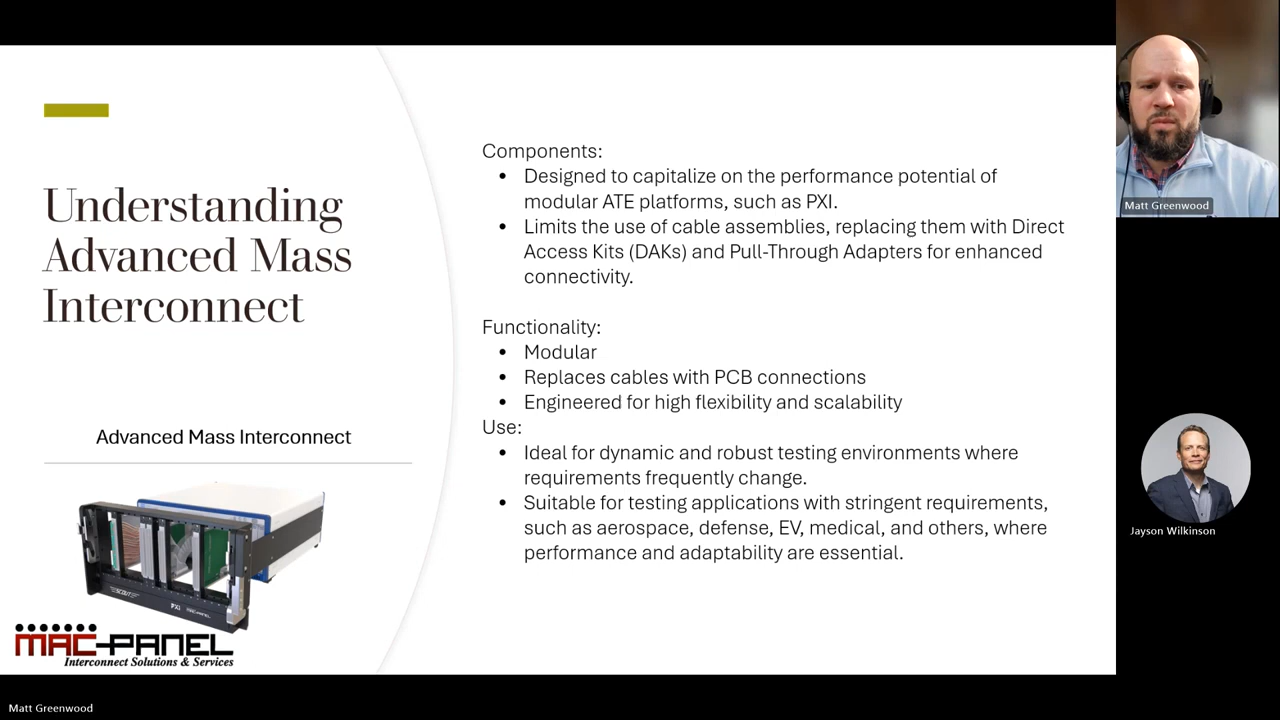 Understanding
Advanced Mass
Interconnect
Advanced Mass Interconnect
SCOUT
PXI
MAC-PANEL
MAC-PANEL
Interconnect Solutions & Services
Components:
• Designed to capitalize on the performance potential of
modular ATE platforms, such as PXI.
• Limits the use of cable assemblies, replacing them with Direct
Access Kits (DAKs) and Pull-Through Adapters for enhanced
connectivity.
Functionality:
• Modular
• Replaces cables with PCB connections
• Engineered for high flexibility and scalability
Use:
• Ideal for dynamic and robust testing environments where
requirements frequently change.
• Suitable for testing applications with stringent requirements,
such as aerospace, defense, EV, medical, and others, where
performance and adaptability are essential.
Matt Greenwood
Jayson Wilkinson
Matt Greenwood